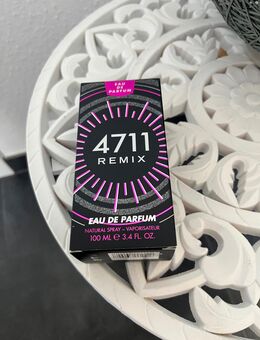 EAU
DE
PARFUM
4711
REMIX
EAU DE PARFUM
NATURAL SPRAY – VAPORISATEUR
100 ML ℮ 3.4 FL. OZ.